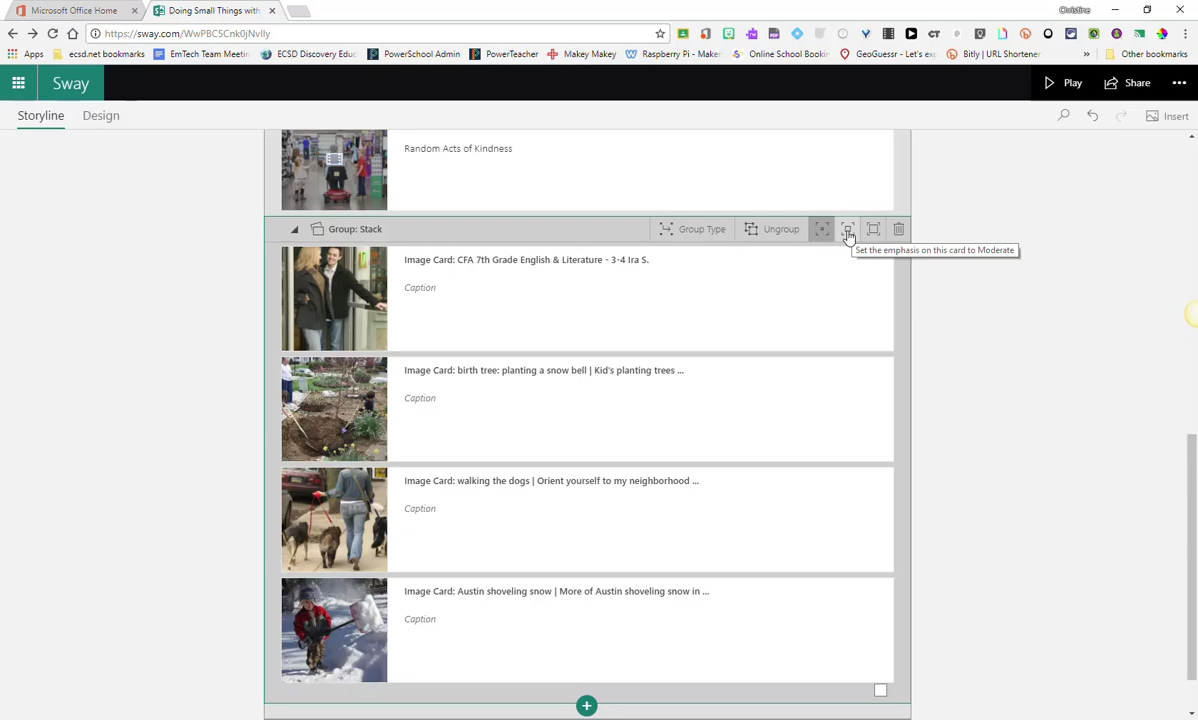 Microsoft Office Home
Doing Small Things with
Christine
https://sway.com/WwPBC5Cnk0jNvlly
Apps
ecsd.net bookmarks
EmTech Team Meetin
ECSD Discovery Educ
PowerSchool Admin
PowerTeacher
Makey Makey
Raspberry Pi - Make
Online School Bookin
GeoGuessr - Let's ex
Bitly | URL Shortener
Other bookmarks
Sway
Play
Share
Storyline
Design
Insert
Random Acts of Kindness
Group: Stack
Group Type
Ungroup
Set the emphasis on this card to Moderate
Image Card: CFA 7th Grade English & Literature - 3-4 Ira S.
Caption
Image Card: birth tree: planting a snow bell | Kid's planting trees ...
Caption
Image Card: walking the dogs | Orient yourself to my neighborhood ...
Caption
Image Card: Austin shoveling snow | More of Austin shoveling snow in ...
Caption